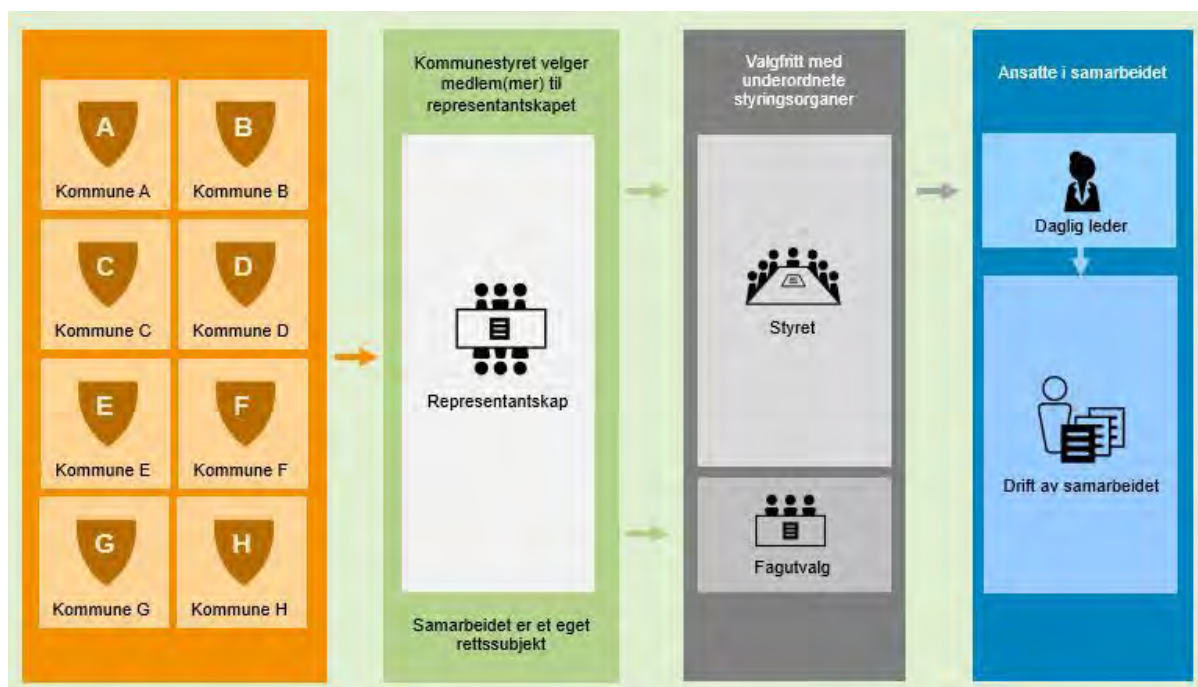 A
Kommune A
B
Kommune B
C
Kommune C
D
Kommune D
E
Kommune E
F
Kommune F
G
Kommune G
H
Kommune H
Kommunestyret velger
medlem(mer) til
representantskapet
Representantskap
Samarbeidet er et eget
rettssubjekt
Valgfritt med
underordnete
styringsorganer
Styret
Fagutvalg
Ansatte i samarbeidet
Daglig leder
Drift av samarbeidet